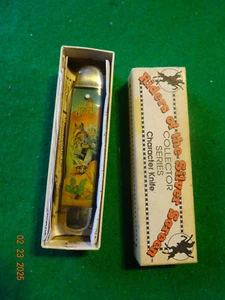 Riders of the Silver Screen
COLLECTOR
SERIES
Character Knife
02 23 2025